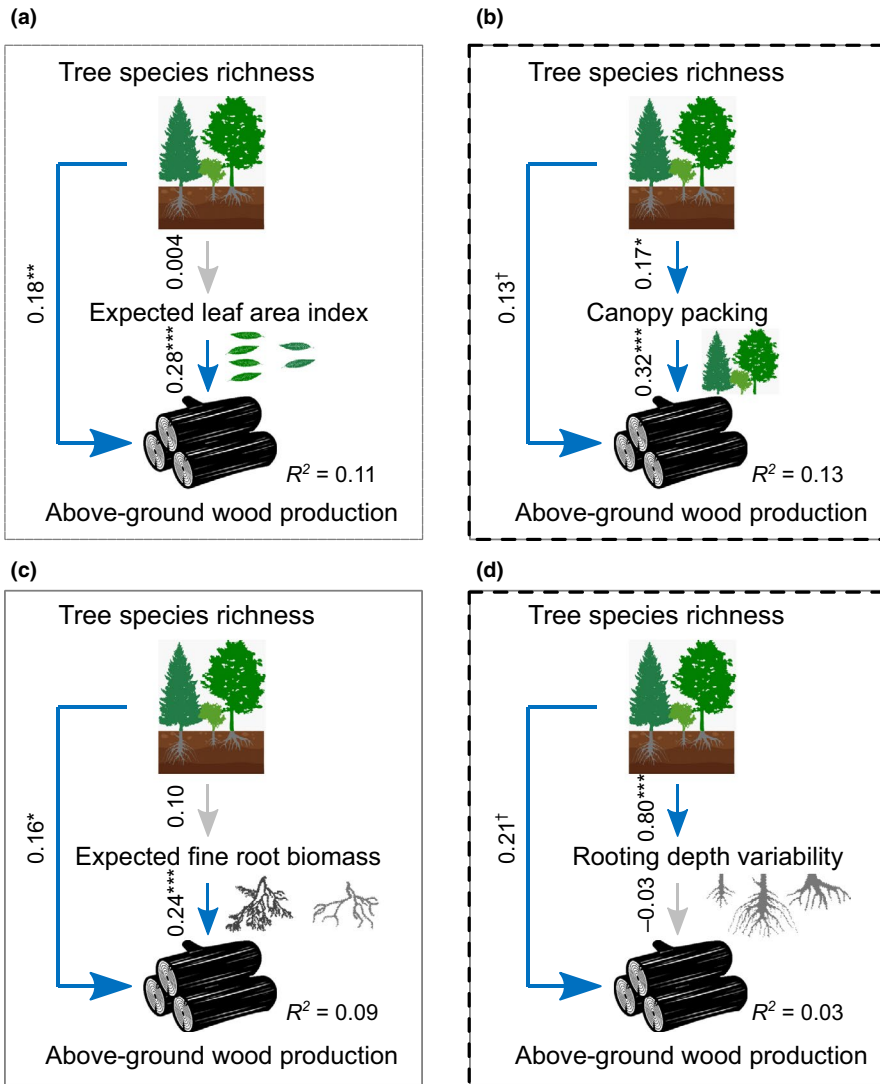 (a)
Tree species richness
0.18**
0.004
Expected leaf area index
0.28***
R² = 0.11
Above-ground wood production
(b)
Tree species richness
0.13†
0.17*
Canopy packing
0.32***
R² = 0.13
Above-ground wood production
(c)
Tree species richness
0.16*
0.10
Expected fine root biomass
0.24***
R² = 0.09
Above-ground wood production
(d)
Tree species richness
0.21†
0.80***
Rooting depth variability
–0.03
R² = 0.03
Above-ground wood production